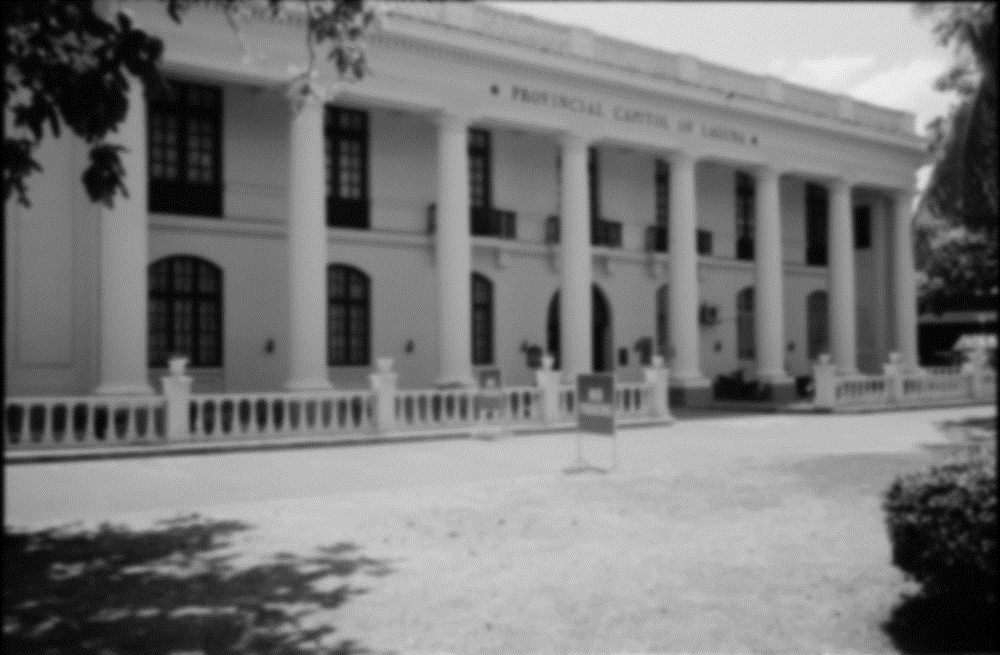 ★ PROVINCIAL CAPITOL OF LAGUNA ★